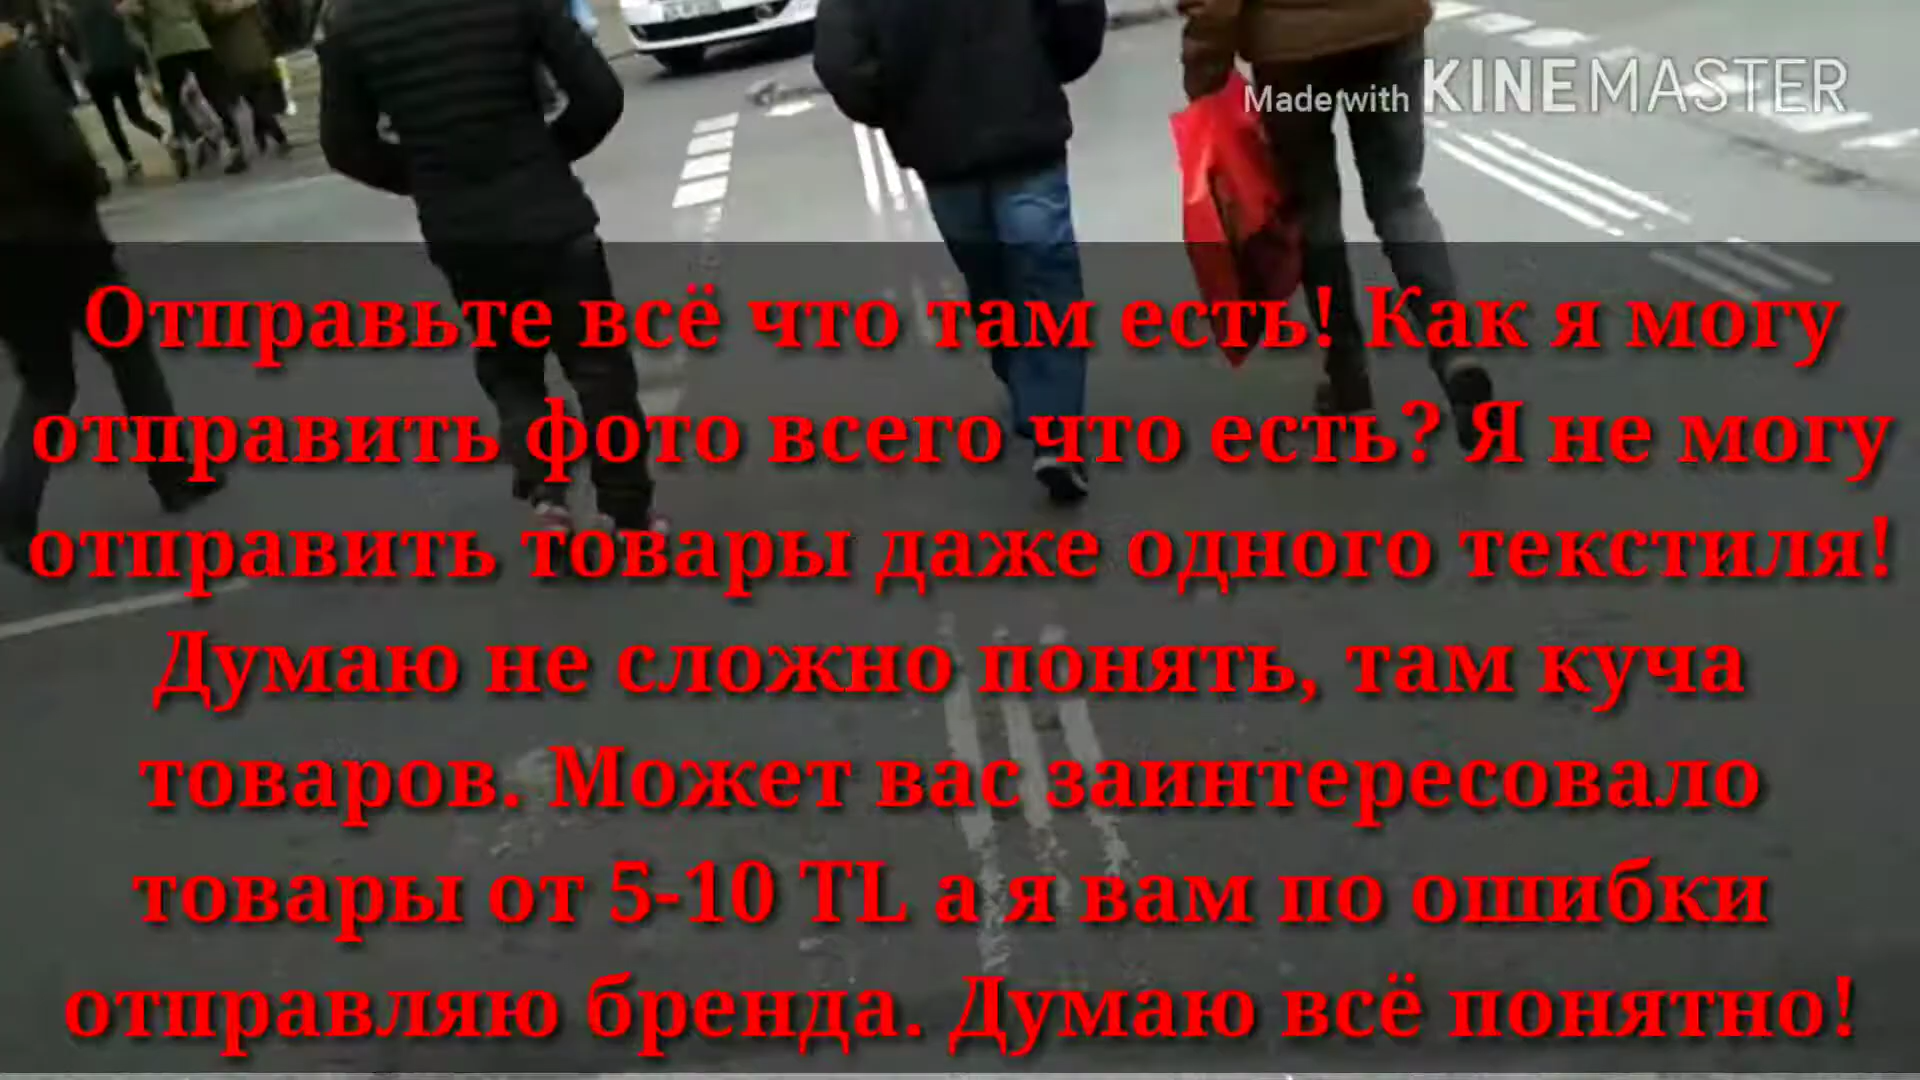 Made with KINEMASTER
Отправьте всё что там есть! Как я могу
отправить фото всего что есть? Я не могу
отправить товары даже одного текстиля!
Думаю не сложно понять, там куча
товаров. Может вас заинтересовало
товары от 5-10 TL а я вам по ошибки
отправляю бренда. Думаю всё понятно!